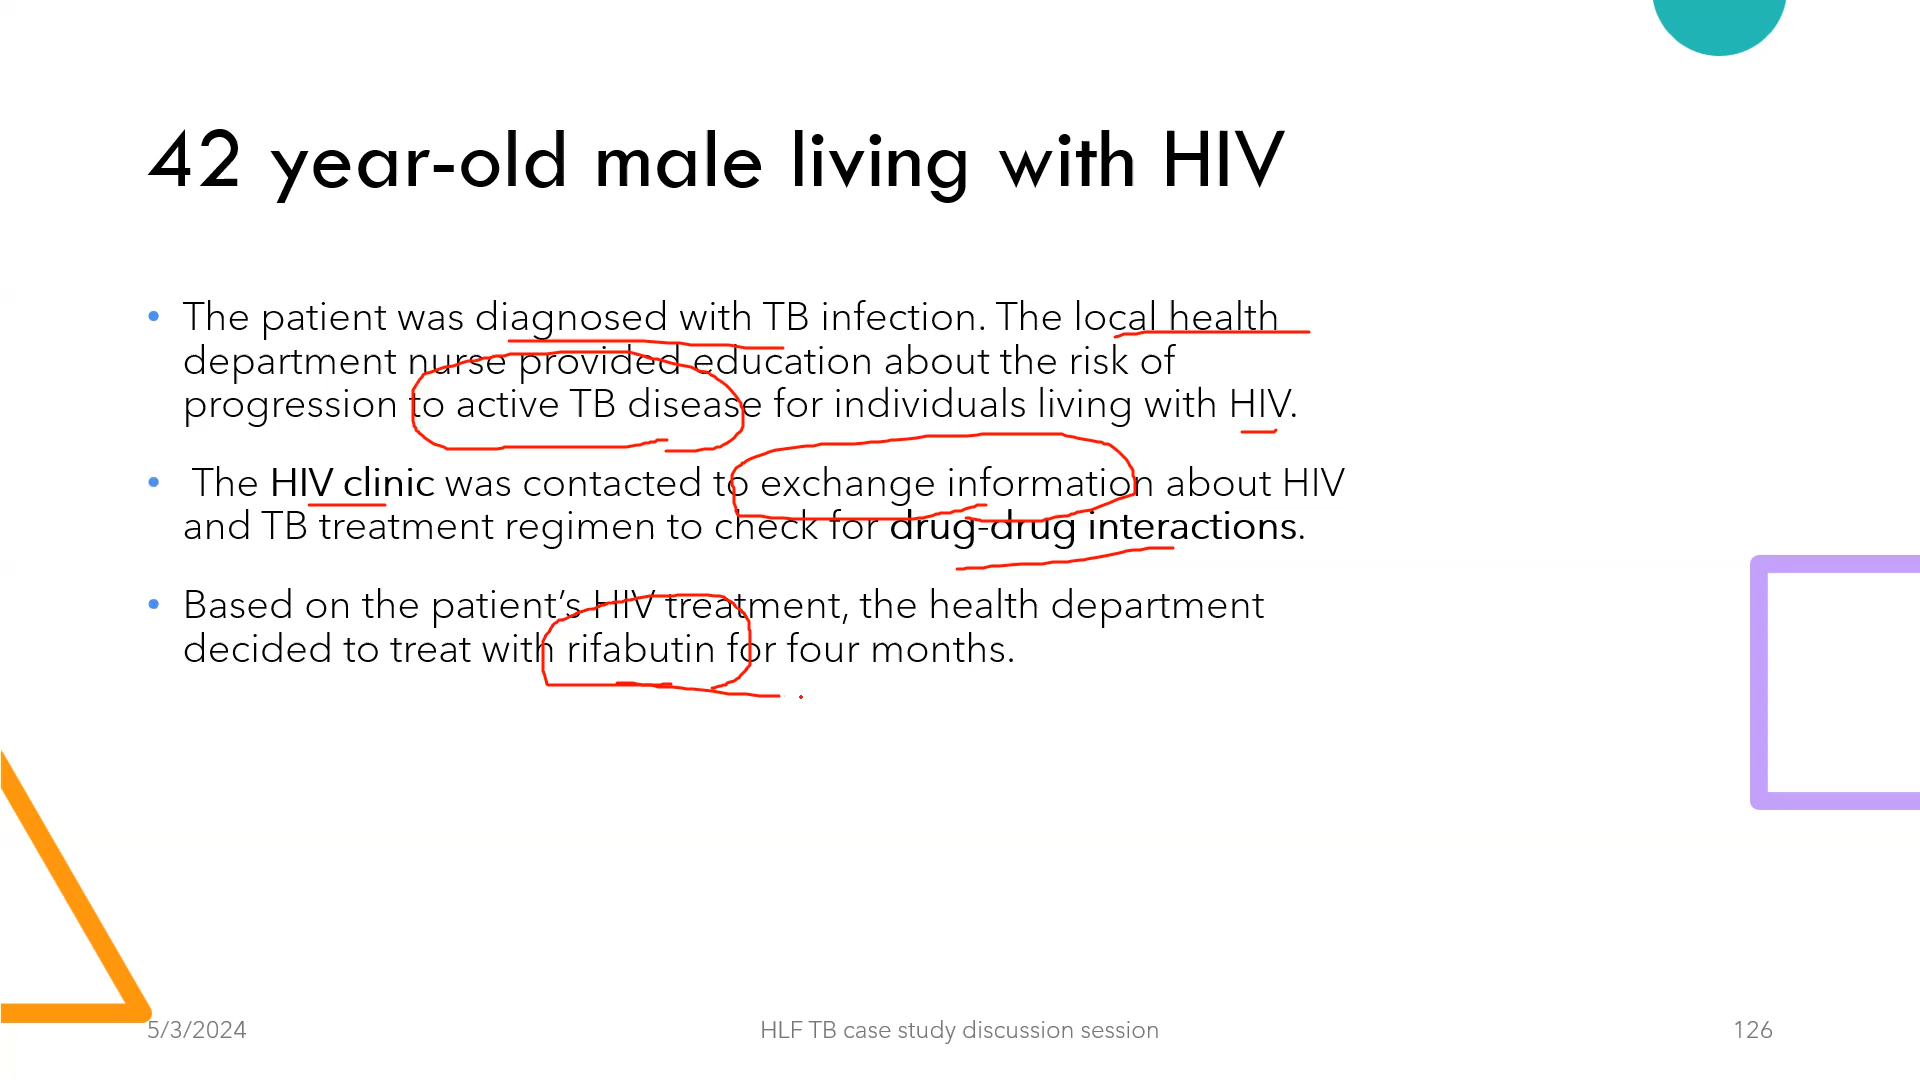 42 year-old male living with HIV
• The patient was diagnosed with TB infection. The local health
department nurse provided education about the risk of
progression to active TB disease for individuals living with HIV.
• The HIV clinic was contacted to exchange information about HIV
and TB treatment regimen to check for drug-drug interactions.
• Based on the patient’s HIV treatment, the health department
decided to treat with rifabutin for four months.
5/3/2024
HLF TB case study discussion session
126